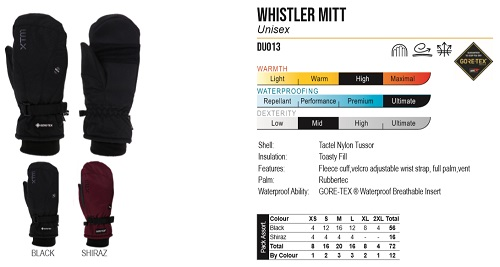 WHISTLER MITT
Unisex
DU013
GORE-TEX
WARMTH
Light Warm High Maximal
WATERPROOFING
Repellant Performance Premium Ultimate
DEXTERITY
Low Mid High Ultimate
Shell: Tactel Nylon Tussor
Insulation: Toasty Fill
Features: Fleece cuff,velcro adjustable wrist strap, full palm,vent
Palm: Rubbertec
Waterproof Ability: GORE-TEX ® Waterproof Breathable Insert
XTM
BLACK SHIRAZ
Pack Assort.
Colour XS S M L XL 2XL Total
Black 4 12 16 12 8 4 56
Shiraz 4 4 4 4 - - 16
Total 8 16 20 16 8 4 72
By Colour 1 3 3 3 1 1 12